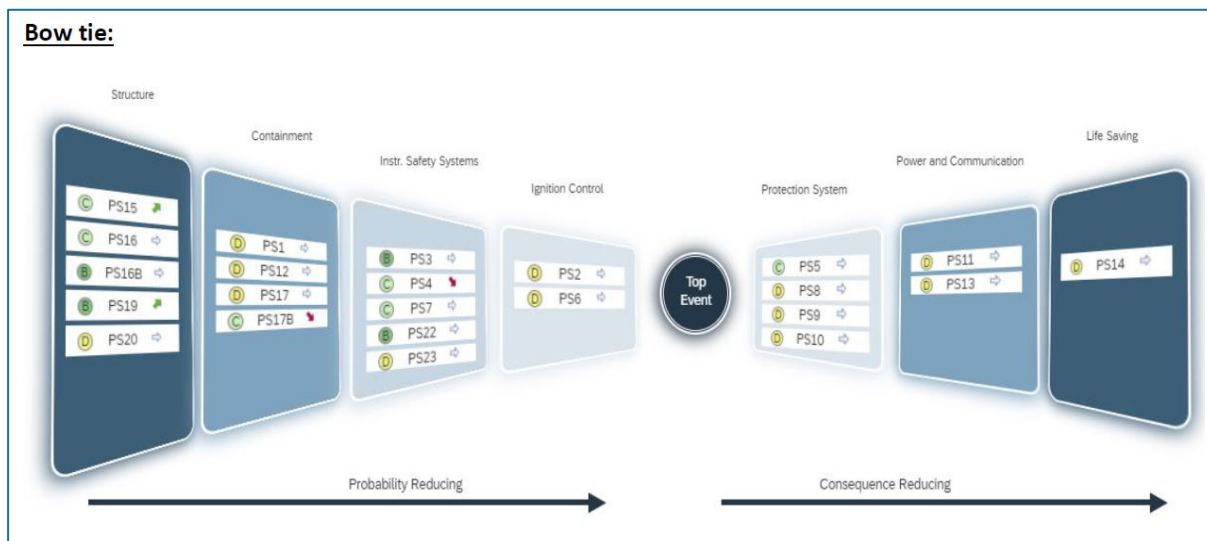 Bow tie:
Structure
C PS15
C PS16
B PS16B
B PS19
D PS20
Containment
D PS1
D PS12
D PS17
C PS17B
Instr. Safety Systems
B PS3
C PS4
C PS7
B PS22
D PS23
Ignition Control
D PS2
D PS6
Top
Event
Protection System
C PS5
D PS8
D PS9
D PS10
Power and Communication
D PS11
D PS13
Life Saving
D PS14
Probability Reducing
Consequence Reducing